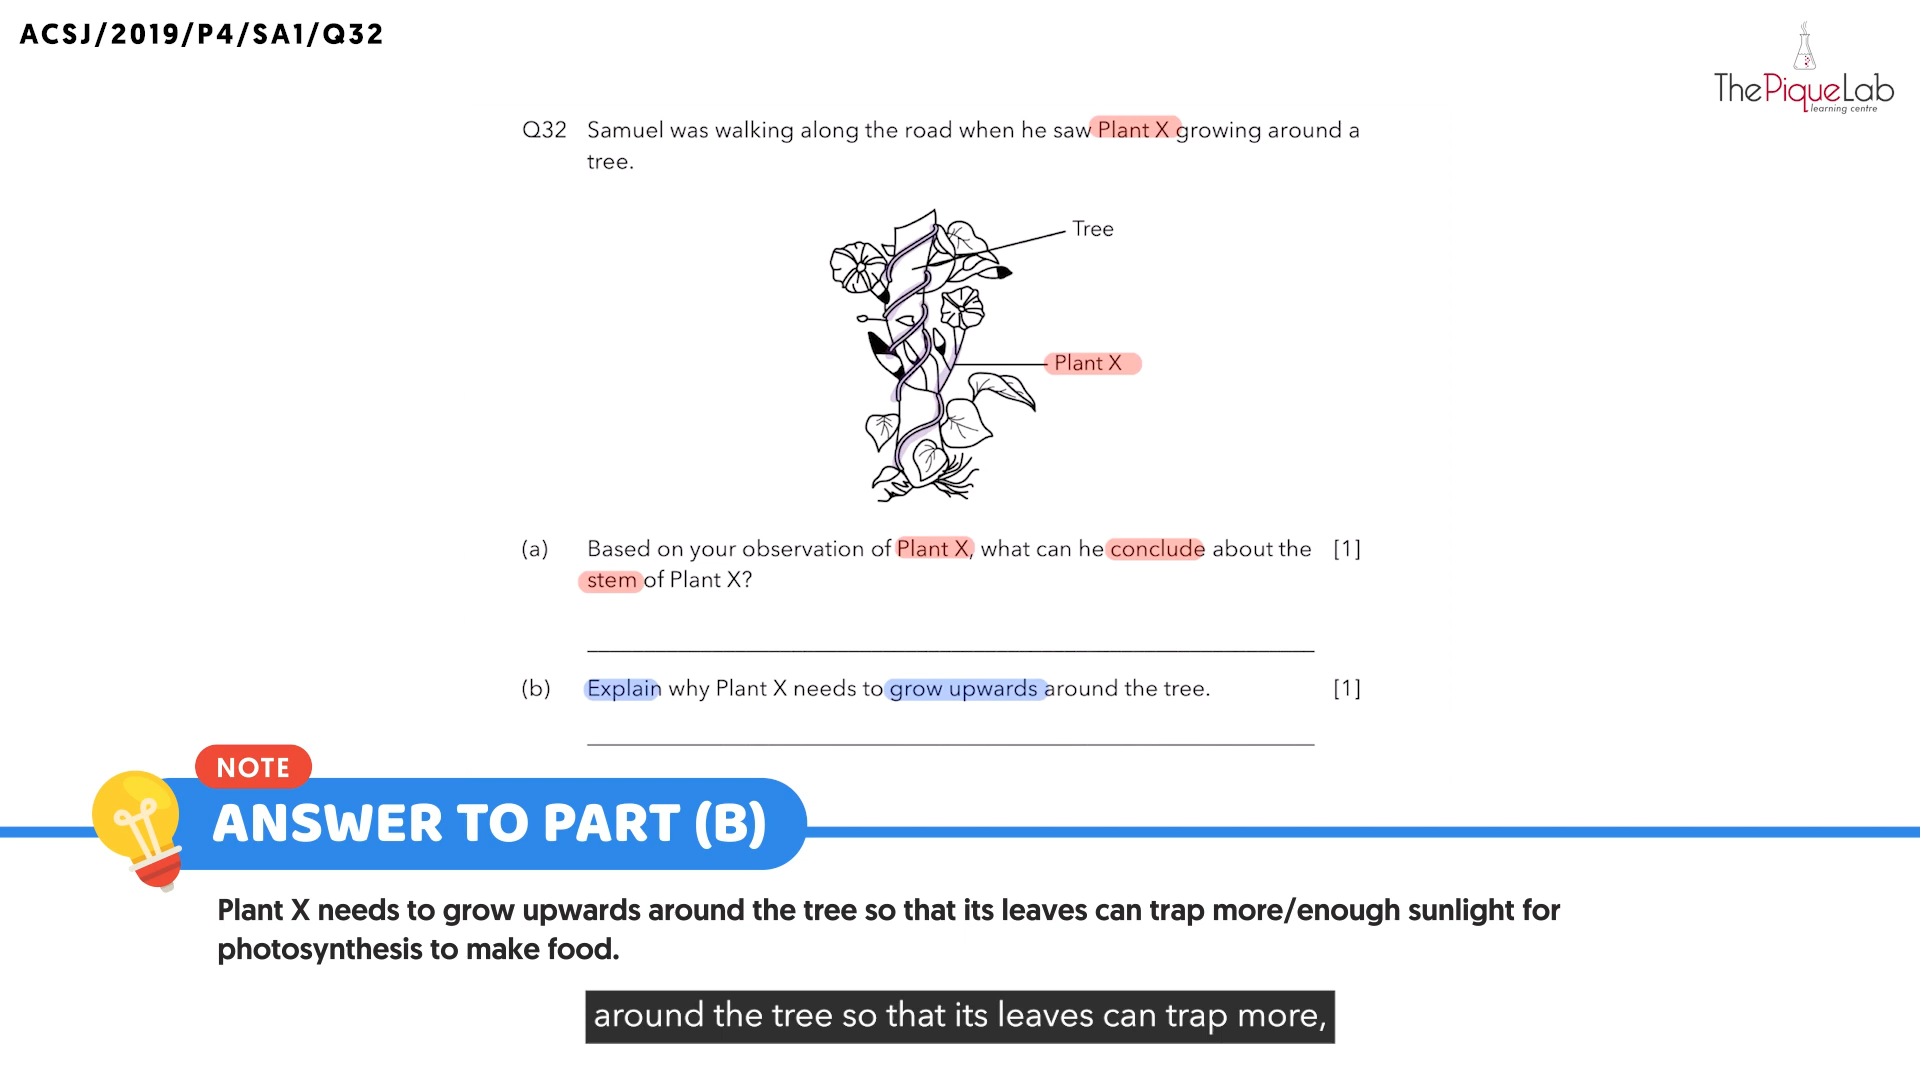 ACSJ/2019/P4/SA1/Q32
ThePiqueLab
learning centre
Q32 Samuel was walking along the road when he saw Plant X growing around a
tree.
Tree
Plant X
(a) Based on your observation of Plant X, what can he conclude about the [1]
stem of Plant X?
(b) Explain why Plant X needs to grow upwards around the tree. [1]
NOTE
ANSWER TO PART (B)
Plant X needs to grow upwards around the tree so that its leaves can trap more/enough sunlight for
photosynthesis to make food.
around the tree so that its leaves can trap more,